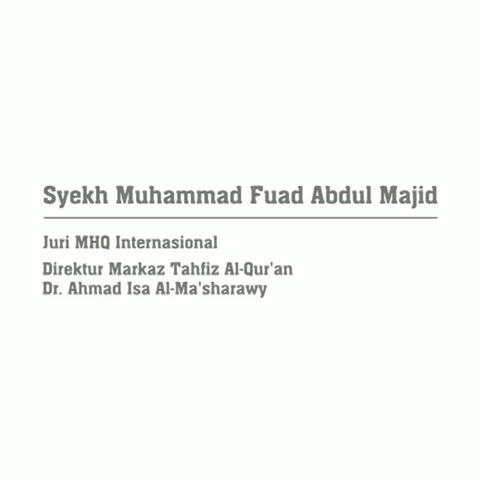 Syekh Muhammad Fuad Abdul Majid
Juri MHQ Internasional
Direktur Markaz Tahfiz Al-Qur'an
Dr. Ahmad Isa Al-Ma'sharawy